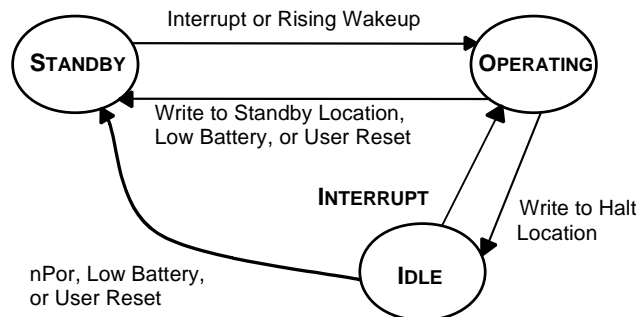 Interrupt or Rising Wakeup
STANDBY
OPERATING
Write to Standby Location,
Low Battery, or User Reset
INTERRUPT
Write to Halt
Location
nPor, Low Battery,
or User Reset
IDLE